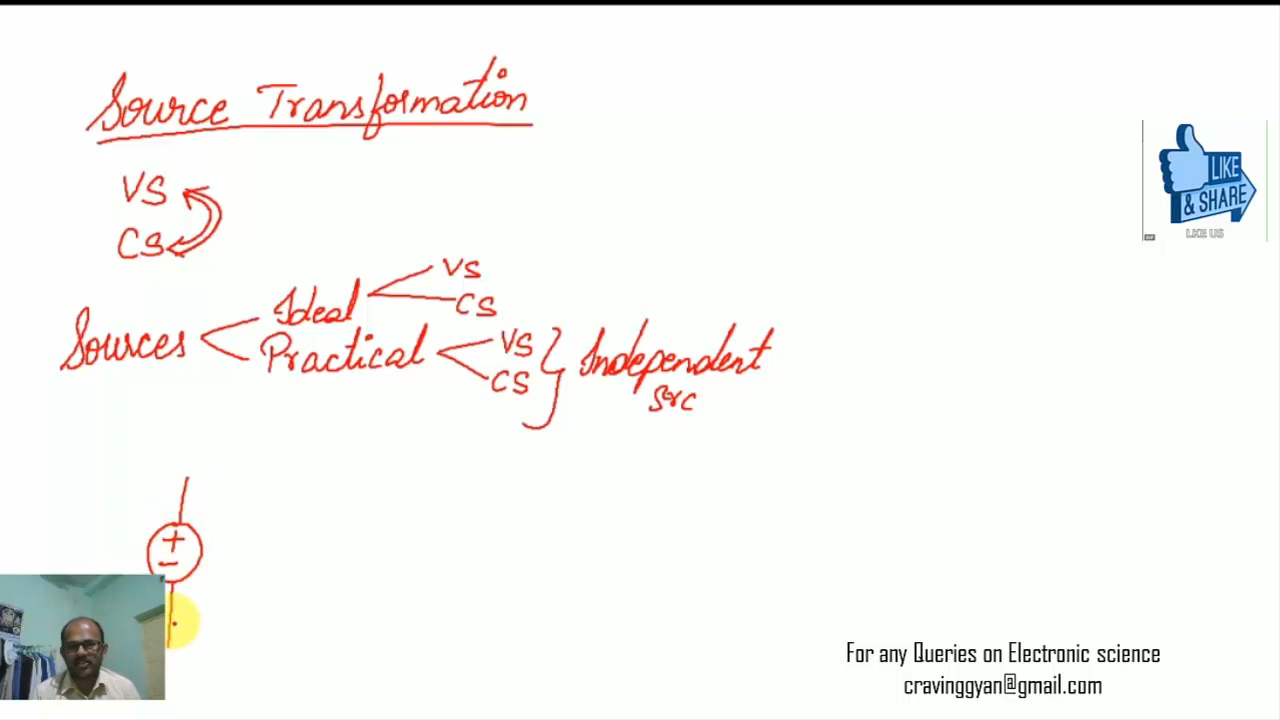 Source Transformation
VS
CS
Sources
Ideal
VS
CS
Practical
VS
CS
Independent
Src
+
-
LIKE
& SHARE
LIKE US
For any Queries on Electronic science
cravinggyan@gmail.com